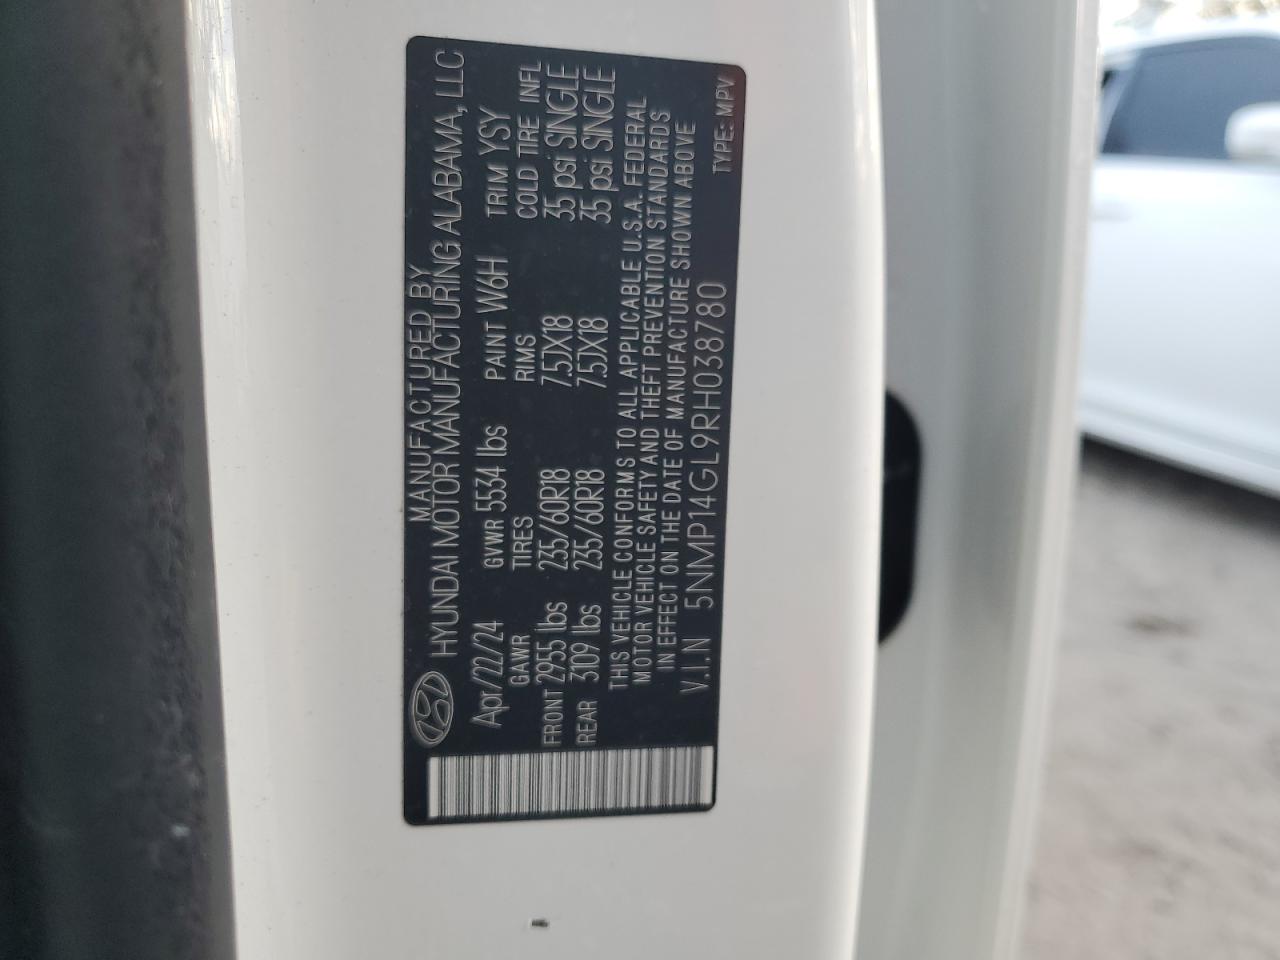 MANUFACTURED BY
HYUNDAI MOTOR MANUFACTURING ALABAMA, LLC
Apr/22/24 GVWR 5534 lbs PAINT W6H TRIM YSY
GAWR TIRES RIMS COLD TIRE INFL
FRONT 2955 lbs 235/60R18 7.5JX18 35 psi SINGLE
REAR 3109 lbs 235/60R18 7.5JX18 35 psi SINGLE
THIS VEHICLE CONFORMS TO ALL APPLICABLE U.S.A. FEDERAL
MOTOR VEHICLE SAFETY AND THEFT PREVENTION STANDARDS
IN EFFECT ON THE DATE OF MANUFACTURE SHOWN ABOVE
V.I.N 5NMP14GL9RH038780 TYPE: MPV